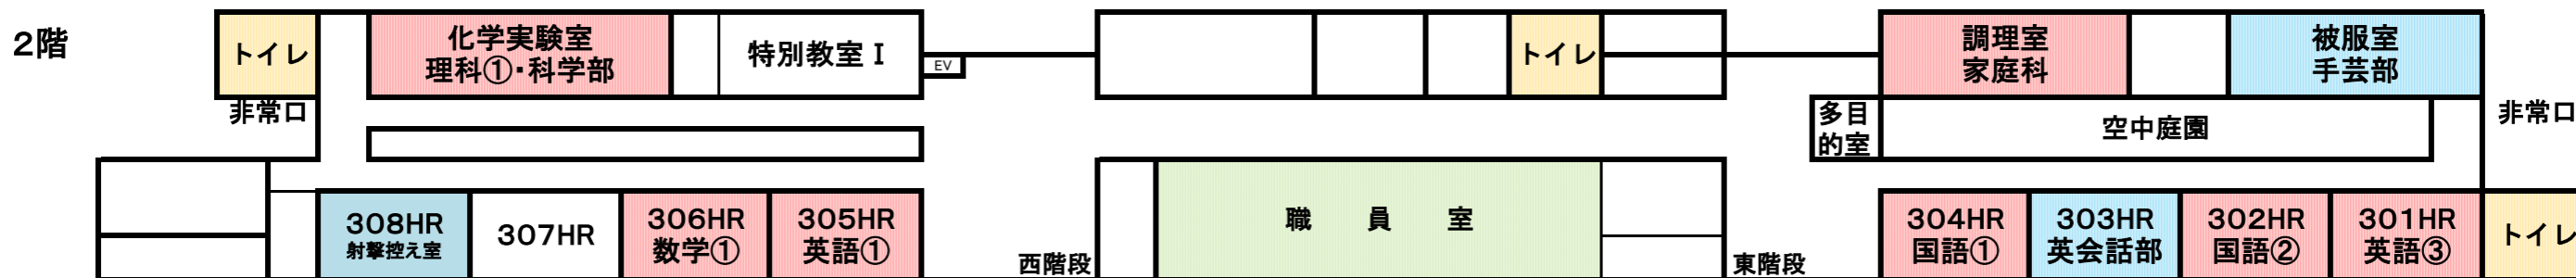 2階
トイレ
化学実験室
理科①・科学部
特別教室Ⅰ
EV
トイレ
調理室
家庭科
被服室
手芸部
非常口
多目
的室
空中庭園
非常口
308HR
射撃控え室
307HR
306HR
数学①
305HR
英語①
西階段
職 員 室
東階段
304HR
国語①
303HR
英会話部
302HR
国語②
301HR
英語③
トイレ